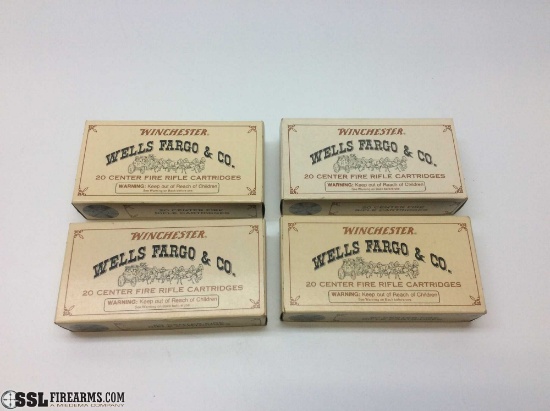 WINCHESTER
WELLS FARGO & CO.
20 CENTER FIRE RIFLE CARTRIDGES
WARNING: Keep out of Reach of Children
WINCHESTER
WELLS FARGO & CO.
20 CENTER FIRE RIFLE CARTRIDGES
WARNING: Keep out of Reach of Children
WINCHESTER
WELLS FARGO & CO.
20 CENTER FIRE RIFLE CARTRIDGES
WARNING: Keep out of Reach of Children
WINCHESTER
WELLS FARGO & CO.
20 CENTER FIRE RIFLE CARTRIDGES
WARNING: Keep out of Reach of Children
SSLFIREARMS.COM
A MEDEMA COMPANY